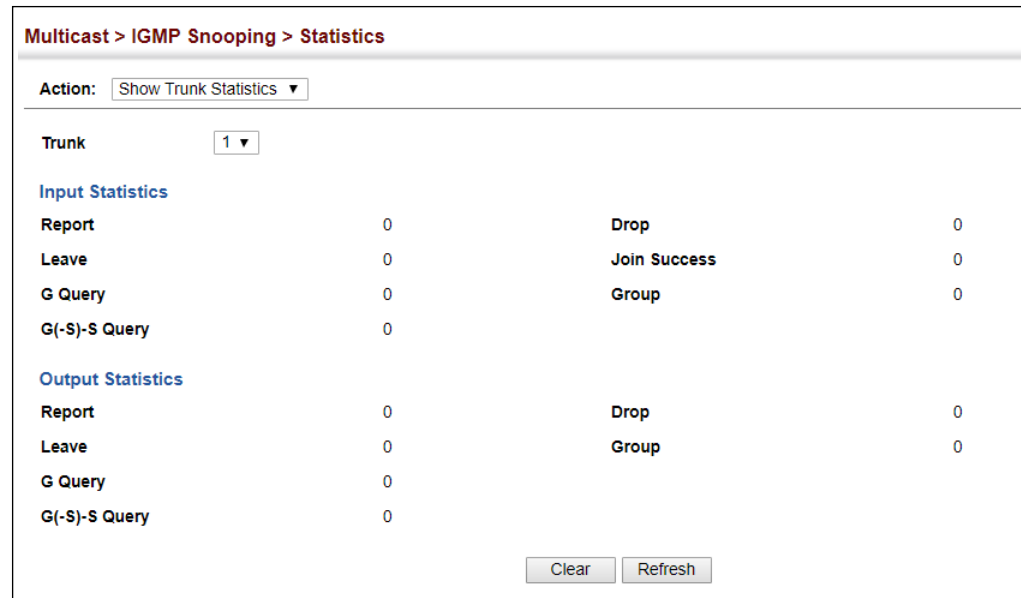 Multicast > IGMP Snooping > Statistics
Action: Show Trunk Statistics ▼
Trunk 1 ▼
Input Statistics
Report 0 Drop 0
Leave 0 Join Success 0
G Query 0 Group 0
G(-S)-S Query 0
Output Statistics
Report 0 Drop 0
Leave 0 Group 0
G Query 0
G(-S)-S Query 0
Clear Refresh